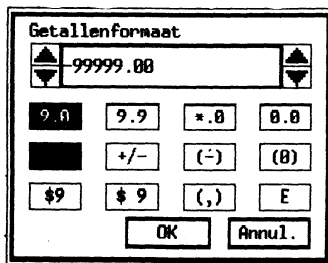 Getallenformaat
-99999.00
9.0 9.9 *.0 0.0
+/- (-) (0)
$9 $ 9 (,) E
OK Annul.